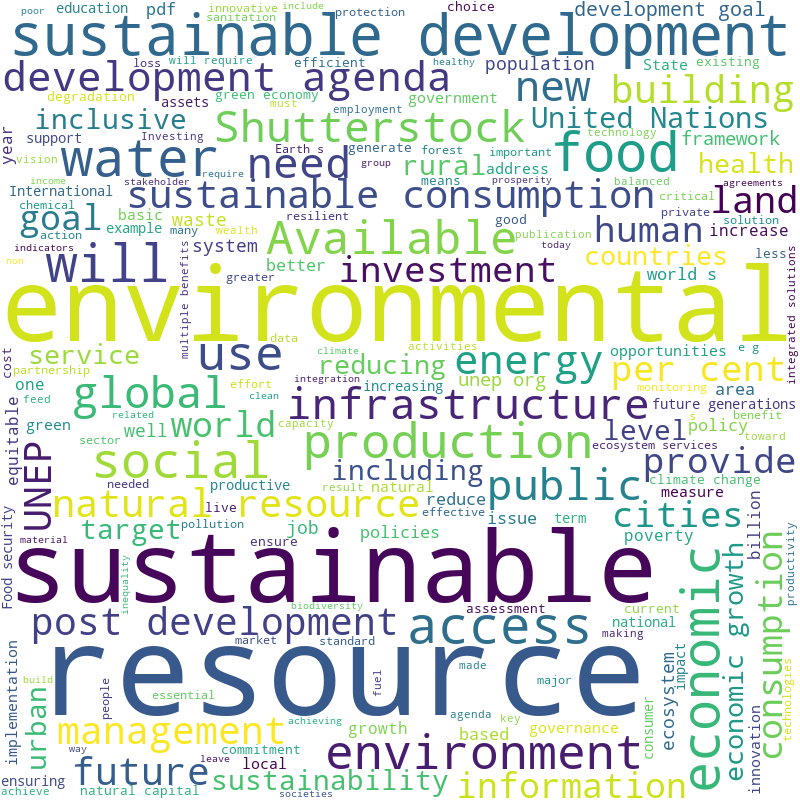 poor
education
pdf
innovative
include
sanitation
protection
choice
development goal
sustainable development
loss
will require
efficient
healthy
population
State
existing
development agenda
new
building
degradation
assets
green economy
must
employment
government
inclusive
Shutterstock
United Nations
year
support
Investing
Earth s
generate
forest
important
technology
framework
food
water
need
rural
address
health
vision
income
International
stakeholder
require
group
means
prosperity
balanced
critical
agreements
land
sustainable consumption
chemical
goal
basic
waste
resilient
good
publication
private
solution
action
example
many
wealth
human
increase
indicators
system
Available
today
countries
less
non
will
better
greater
investment
world s
multiple benefits
integrated solutions
environmental
cost
service
use
data
climate
activities
opportunities
e g
partnership
reducing
energy
per cent
one
effort
integration
increasing
unep org
monitoring
area
feed
global
clean
infrastructure
future generations
equitable
green
related
well
world
capacity
production
level
s
policy
benefit
toward
sector
ecosystem services
UNEP
social
including
provide
needed
productive
result
natural
reduce
public
climate change
measure
natural resource
live
effective
issue
term
cities
billion
target
pollution
job
policies
poverty
Food security
material
ensure
sustainable
inequality
productivity
economic
economic growth
consumption
biodiversity
assessment
current
post development
access
national
market
standard
making
resource
implementation
build
urban
people
essential
fuel
made
major
consumer
ecosystem
impact
innovation
technologies
management
achieving
growth
agenda
key
based
governance
way
leave
commitment
environment
ensuring
future
local
achieve
natural capital
sustainability
societies
information